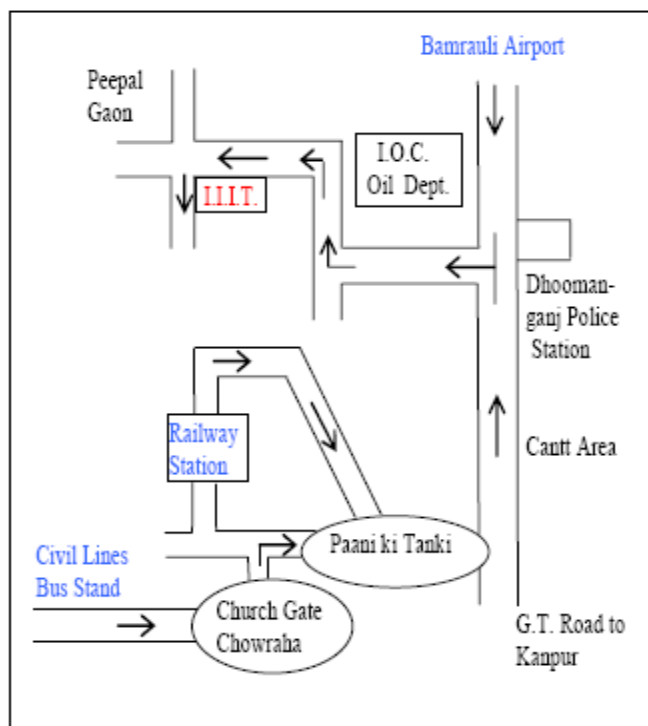 Bamrauli Airport
Peepal
Gaon
I.O.C.
Oil Dept.
I.I.I.T.
Dhooman-
ganj Police
Station
Railway
Station
Cantt Area
Paani ki Tanki
Civil Lines
Bus Stand
Church Gate
Chowraha
G.T. Road to
Kanpur